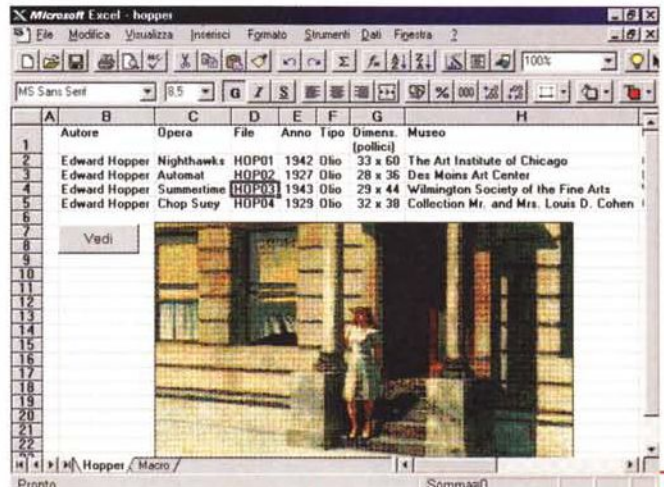 Microsoft Excel - hopper
File Modifica Visualizza Inserisci Formato Strumenti Dati Finestra ?
100%
MS Sans Serif 8.5 G I S % 000
A B C D E F G H
1 Autore Opera File Anno Tipo Dimens. (pollici) Museo
2 Edward Hopper Nighthawks HOP01 1942 Olio 33 x 60 The Art Institute of Chicago
3 Edward Hopper Automat HOP02 1927 Olio 28 x 36 Des Moins Art Center
4 Edward Hopper Summertime HOP03 1943 Olio 29 x 44 Wilmington Society of the Fine Arts
5 Edward Hopper Chop Suey HOP04 1929 Olio 32 x 38 Collection Mr. and Mrs. Louis D. Cohen
6
7
Vedi
8
9
10
11
12
13
14
15
16
17
18
19
20
21
22
Hopper Macro
Pronto Somma=0